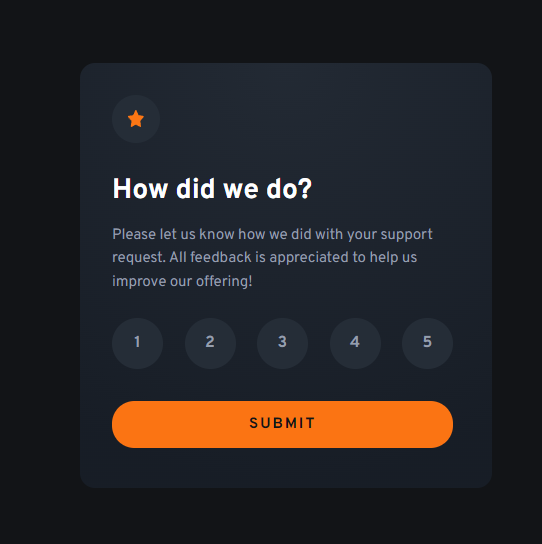 How did we do?
Please let us know how we did with your support
request. All feedback is appreciated to help us
improve our offering!
1 2 3 4 5
SUBMIT